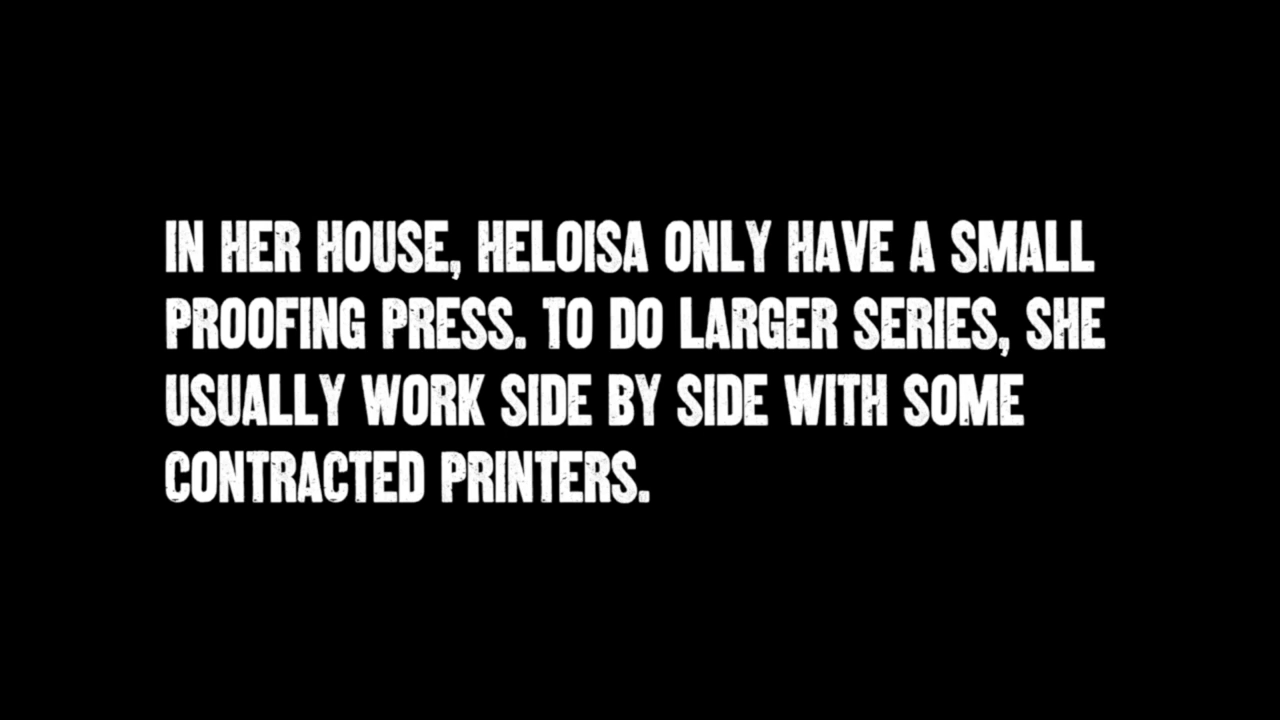 IN HER HOUSE, HELOISA ONLY HAVE A SMALL
PROOFING PRESS. TO DO LARGER SERIES, SHE
USUALLY WORK SIDE BY SIDE WITH SOME
CONTRACTED PRINTERS.